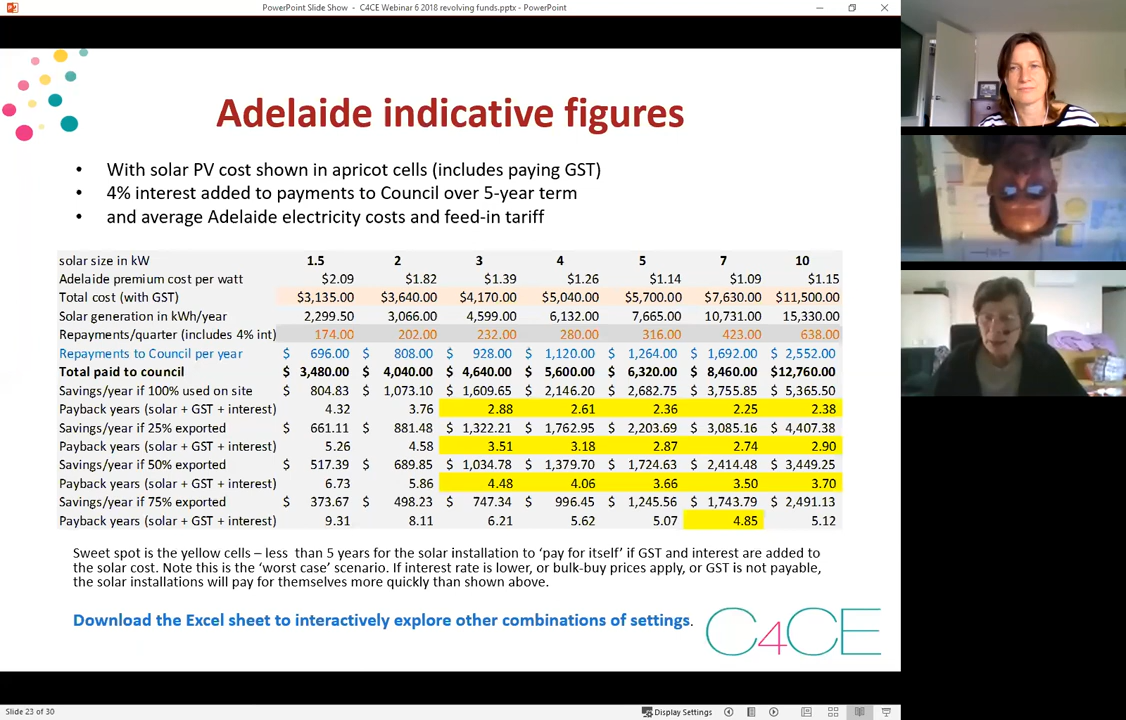 PowerPoint Slide Show - C4CE Webinar 6 2018 revolving funds.pptx - PowerPoint
Adelaide indicative figures
• With solar PV cost shown in apricot cells (includes paying GST)
• 4% interest added to payments to Council over 5-year term
• and average Adelaide electricity costs and feed-in tariff
solar size in kW 1.5 2 3 4 5 7 10
Adelaide premium cost per watt $2.09 $1.82 $1.39 $1.26 $1.14 $1.09 $1.15
Total cost (with GST) $3,135.00 $3,640.00 $4,170.00 $5,040.00 $5,700.00 $7,630.00 $11,500.00
Solar generation in kWh/year 2,299.50 3,066.00 4,599.00 6,132.00 7,665.00 10,731.00 15,330.00
Repayments/quarter (includes 4% int) 174.00 202.00 232.00 280.00 316.00 423.00 638.00
Repayments to Council per year $ 696.00 $ 808.00 $ 928.00 $ 1,120.00 $ 1,264.00 $ 1,692.00 $ 2,552.00
Total paid to council $ 3,480.00 $ 4,040.00 $ 4,640.00 $ 5,600.00 $ 6,320.00 $ 8,460.00 $12,760.00
Savings/year if 100% used on site $ 804.83 $ 1,073.10 $ 1,609.65 $ 2,146.20 $ 2,682.75 $ 3,755.85 $ 5,365.50
Payback years (solar + GST + interest) 4.32 3.76 2.88 2.61 2.36 2.25 2.38
Savings/year if 25% exported $ 661.11 $ 881.48 $ 1,322.21 $ 1,762.95 $ 2,203.69 $ 3,085.16 $ 4,407.38
Payback years (solar + GST + interest) 5.26 4.58 3.51 3.18 2.87 2.74 2.90
Savings/year if 50% exported $ 517.39 $ 689.85 $ 1,034.78 $ 1,379.70 $ 1,724.63 $ 2,414.48 $ 3,449.25
Payback years (solar + GST + interest) 6.73 5.86 4.48 4.06 3.66 3.50 3.70
Savings/year if 75% exported $ 373.67 $ 498.23 $ 747.34 $ 996.45 $ 1,245.56 $ 1,743.79 $ 2,491.13
Payback years (solar + GST + interest) 9.31 8.11 6.21 5.62 5.07 4.85 5.12
Sweet spot is the yellow cells – less than 5 years for the solar installation to ‘pay for itself’ if GST and interest are added to
the solar cost. Note this is the ‘worst case’ scenario. If interest rate is lower, or bulk-buy prices apply, or GST is not payable,
the solar installations will pay for themselves more quickly than shown above.
Download the Excel sheet to interactively explore other combinations of settings.
C4CE
Slide 23 of 30
Display Settings